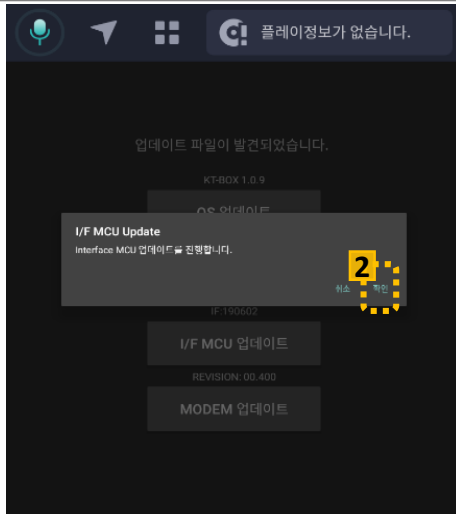 플레이정보가 없습니다.
업데이트 파일이 발견되었습니다.
KT-BOX 1.0.9
OS 업데이트
I/F MCU Update
Interface MCU 업데이트를 진행합니다.
2
취소 확인
IF:190602
I/F MCU 업데이트
REVISION: 00.400
MODEM 업데이트